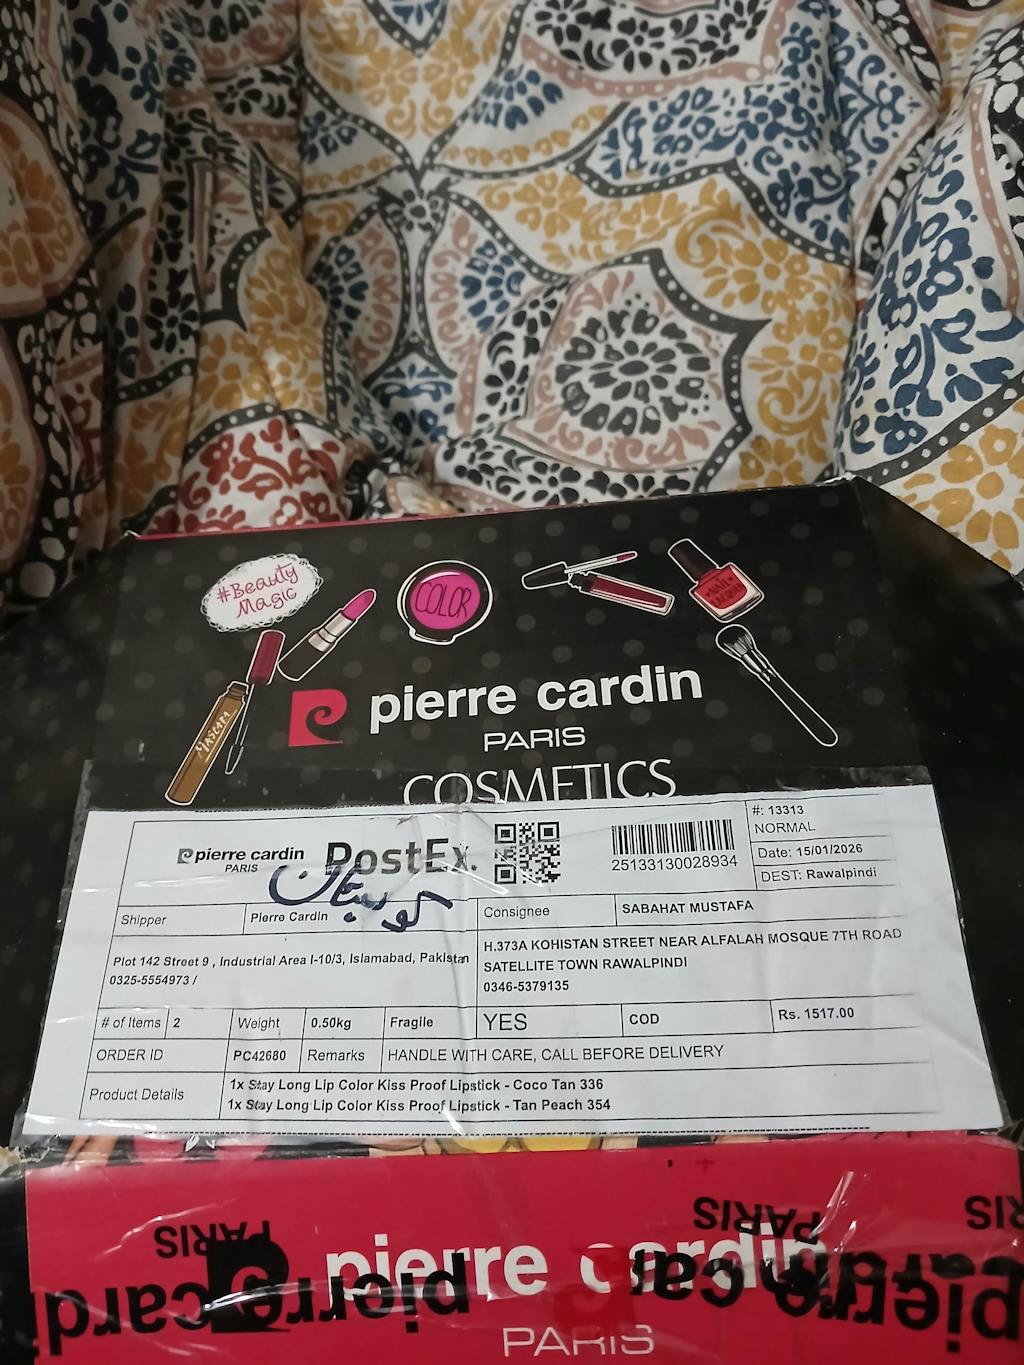 #Beauty
Magic
COLOR
MASCARA
pierre cardin
PARIS
COSMETICS
pierre cardin
PARIS
PostEx.
25133130028934
#: 13313
NORMAL
Date: 15/01/2026
DEST: Rawalpindi
کوہستان
Shipper
Pierre Cardin
Consignee
SABAHAT MUSTAFA
Plot 142 Street 9 , Industrial Area I-10/3, Islamabad, Pakistan
0325-5554973 /
H.373A KOHISTAN STREET NEAR ALFALAH MOSQUE 7TH ROAD
SATELLITE TOWN RAWALPINDI
0346-5379135
# of Items 2 Weight 0.50kg Fragile YES COD Rs. 1517.00
ORDER ID PC42680 Remarks HANDLE WITH CARE, CALL BEFORE DELIVERY
Product Details
1x Stay Long Lip Color Kiss Proof Lipstick - Coco Tan 336
1x Stay Long Lip Color Kiss Proof Lipstick - Tan Peach 354
PARIS
PARIS
pierre cardin
pierre cardin
PARIS